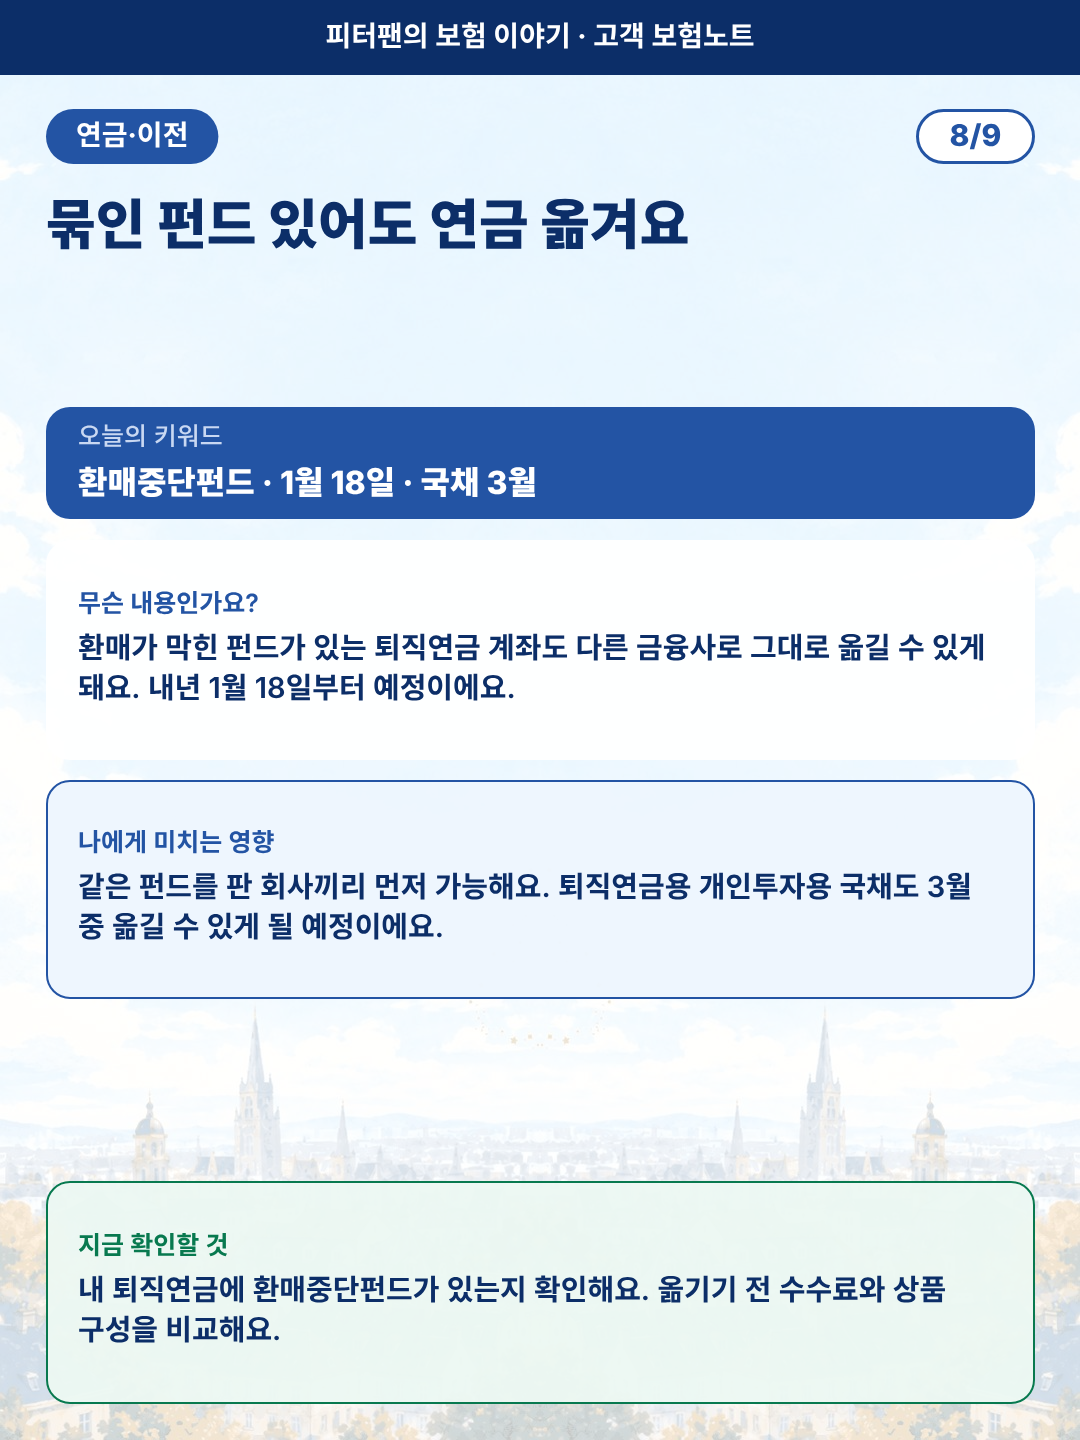 피터팬의 보험 이야기 · 고객 보험노트
연금·이전
8/9
묶인 펀드 있어도 연금 옮겨요
오늘의 키워드
환매중단펀드 · 1월 18일 · 국채 3월
무슨 내용인가요?
환매가 막힌 펀드가 있는 퇴직연금 계좌도 다른 금융사로 그대로 옮길 수 있게
돼요. 내년 1월 18일부터 예정이에요.
나에게 미치는 영향
같은 펀드를 판 회사끼리 먼저 가능해요. 퇴직연금용 개인투자용 국채도 3월
중 옮길 수 있게 될 예정이에요.
지금 확인할 것
내 퇴직연금에 환매중단펀드가 있는지 확인해요. 옮기기 전 수수료와 상품
구성을 비교해요.